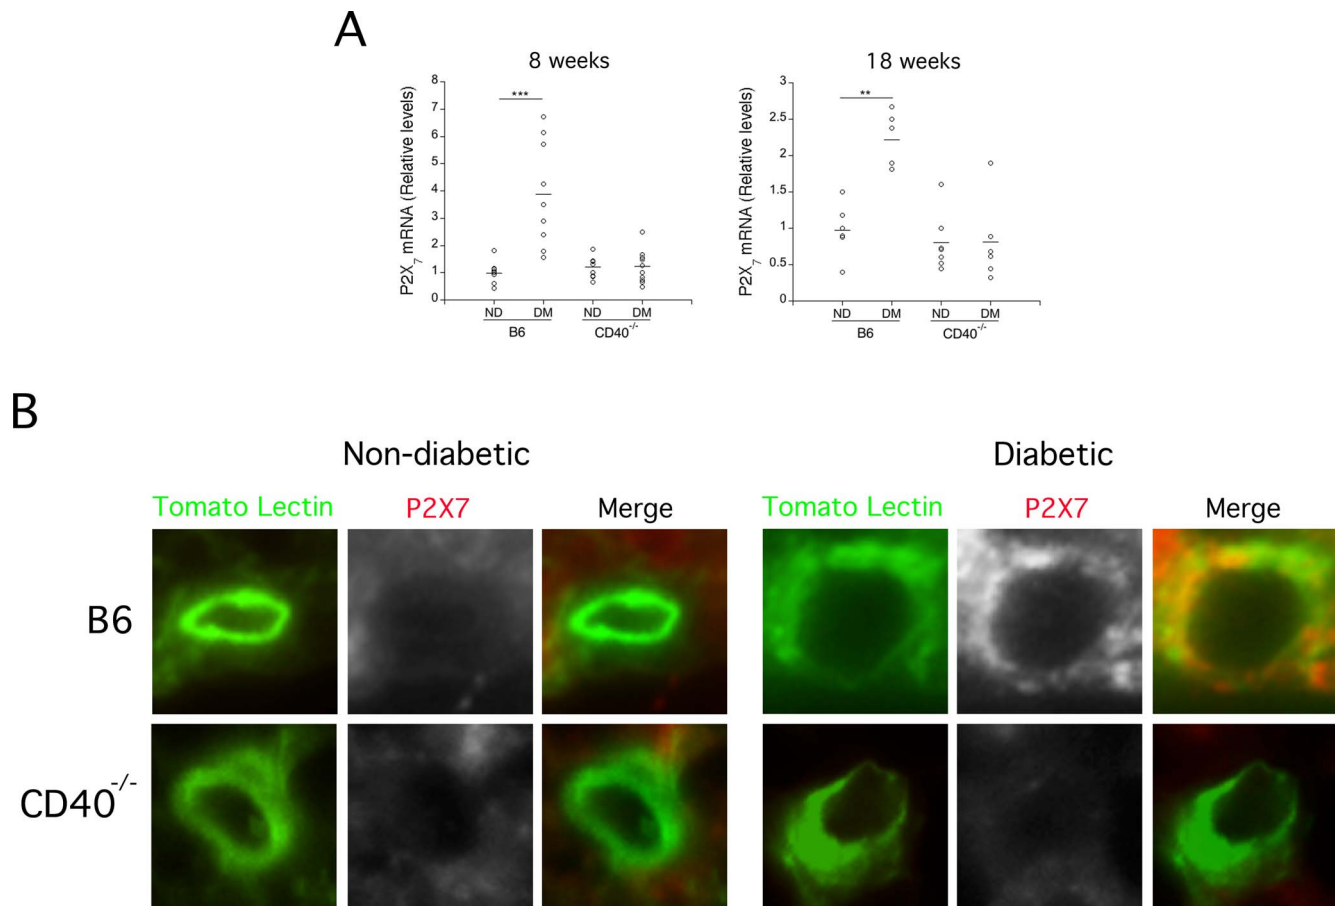 A
8 weeks
P2X7 mRNA (Relative levels)
8
7
6
5
4
3
2
1
0
ND DM ND DM
B6 CD40-/-
***
18 weeks
P2X7 mRNA (Relative levels)
3
2.5
2
1.5
1
0.5
0
ND DM ND DM
B6 CD40-/-
**
B
Non-diabetic Diabetic
Tomato Lectin P2X7 Merge Tomato Lectin P2X7 Merge
B6
CD40-/-